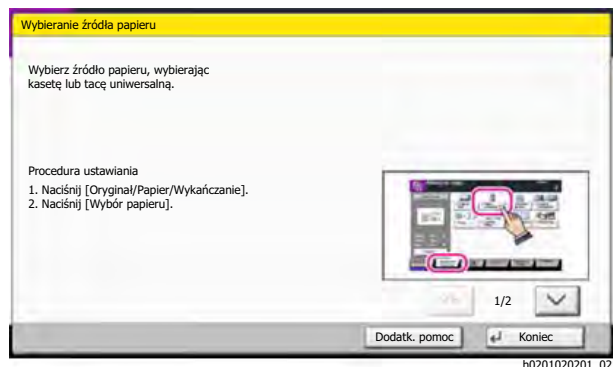 Wybieranie źródła papieru
Wybierz źródło papieru, wybierając
kasetę lub tacę uniwersalną.
Procedura ustawiania
1. Naciśnij [Oryginał/Papier/Wykańczanie].
2. Naciśnij [Wybór papieru].
1/2
Dodatk. pomoc
Koniec
b0201020201_02